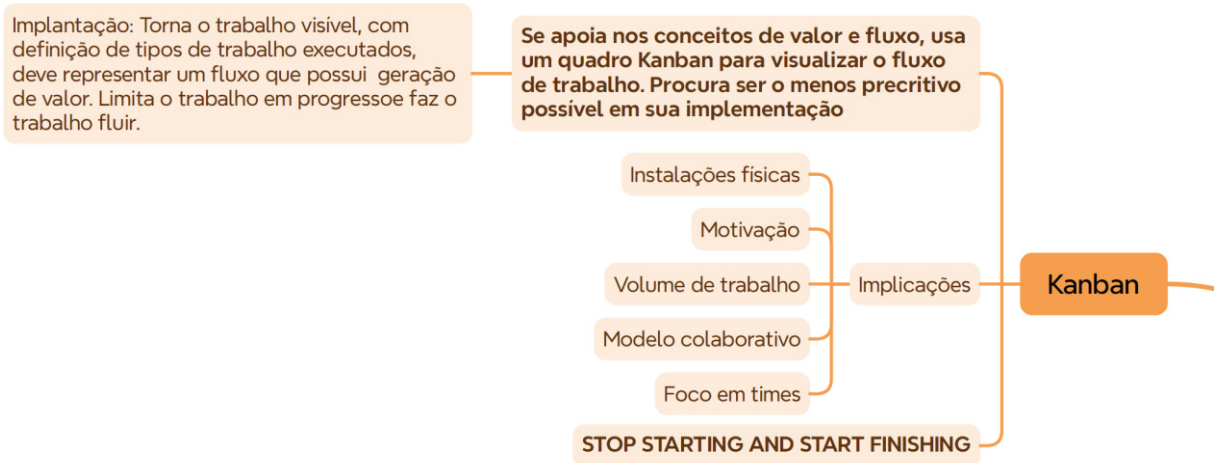 Implantação: Torna o trabalho visível, com
definição de tipos de trabalho executados,
deve representar um fluxo que possui geração
de valor. Limita o trabalho em progressoe faz o
trabalho fluir.
Se apoia nos conceitos de valor e fluxo, usa
um quadro Kanban para visualizar o fluxo
de trabalho. Procura ser o menos precritivo
possível em sua implementação
Instalações físicas
Motivação
Volume de trabalho
Modelo colaborativo
Foco em times
Implicações
STOP STARTING AND START FINISHING
Kanban